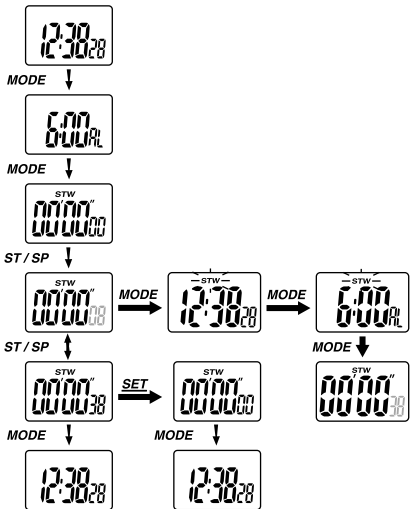 12:38 28
MODE
6:00 AL
MODE
STW
00'00" 00
ST / SP
STW
00'00" 08
MODE
STW
12:38 28
MODE
STW
6:00 AL
ST / SP
MODE
STW
00'00" 38
SET
STW
00'00" 00
STW
00'00" 38
MODE
MODE
12:38 28
12:38 28